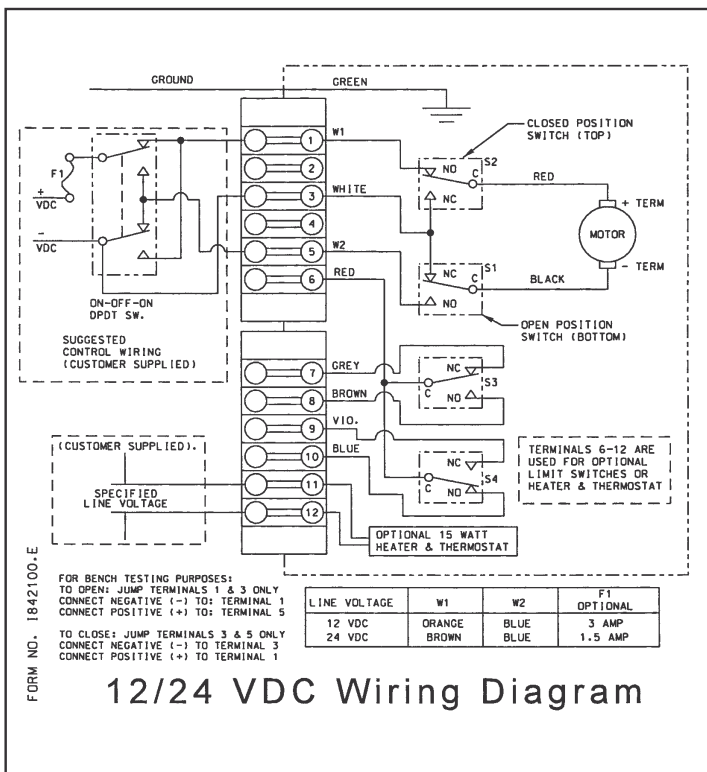 GROUND
GREEN
W1
1
2
WHITE
3
4
W2
5
RED
6
F1
+
VDC
-
VDC
ON-OFF-ON
DPDT SW.
SUGGESTED
CONTROL WIRING
(CUSTOMER SUPPLIED)
CLOSED POSITION
SWITCH (TOP)
NO
C
S2
NC
RED
+ TERM
MOTOR
- TERM
NC
C
S1
NO
BLACK
OPEN POSITION
SWITCH (BOTTOM)
7
GREY
8
BROWN
9
VIO.
10
BLUE
11
12
NC
C
S3
NO
NC
C
S4
NO
TERMINALS 6-12 ARE
USED FOR OPTIONAL
LIMIT SWITCHES OR
HEATER & THERMOSTAT
(CUSTOMER SUPPLIED).
SPECIFIED
LINE VOLTAGE
OPTIONAL 15 WATT
HEATER & THERMOSTAT
FORM NO. I842100.E
FOR BENCH TESTING PURPOSES:
TO OPEN: JUMP TERMINALS 1 & 3 ONLY
CONNECT NEGATIVE (-) TO: TERMINAL 1
CONNECT POSITIVE (+) TO: TERMINAL 5
TO CLOSE: JUMP TERMINALS 3 & 5 ONLY
CONNECT NEGATIVE (-) TO TERMINAL 3
CONNECT POSITIVE (+) TO TERMINAL 1
LINE VOLTAGE W1 W2 F1 OPTIONAL
12 VDC ORANGE BLUE 3 AMP
24 VDC BROWN BLUE 1.5 AMP
12/24 VDC Wiring Diagram